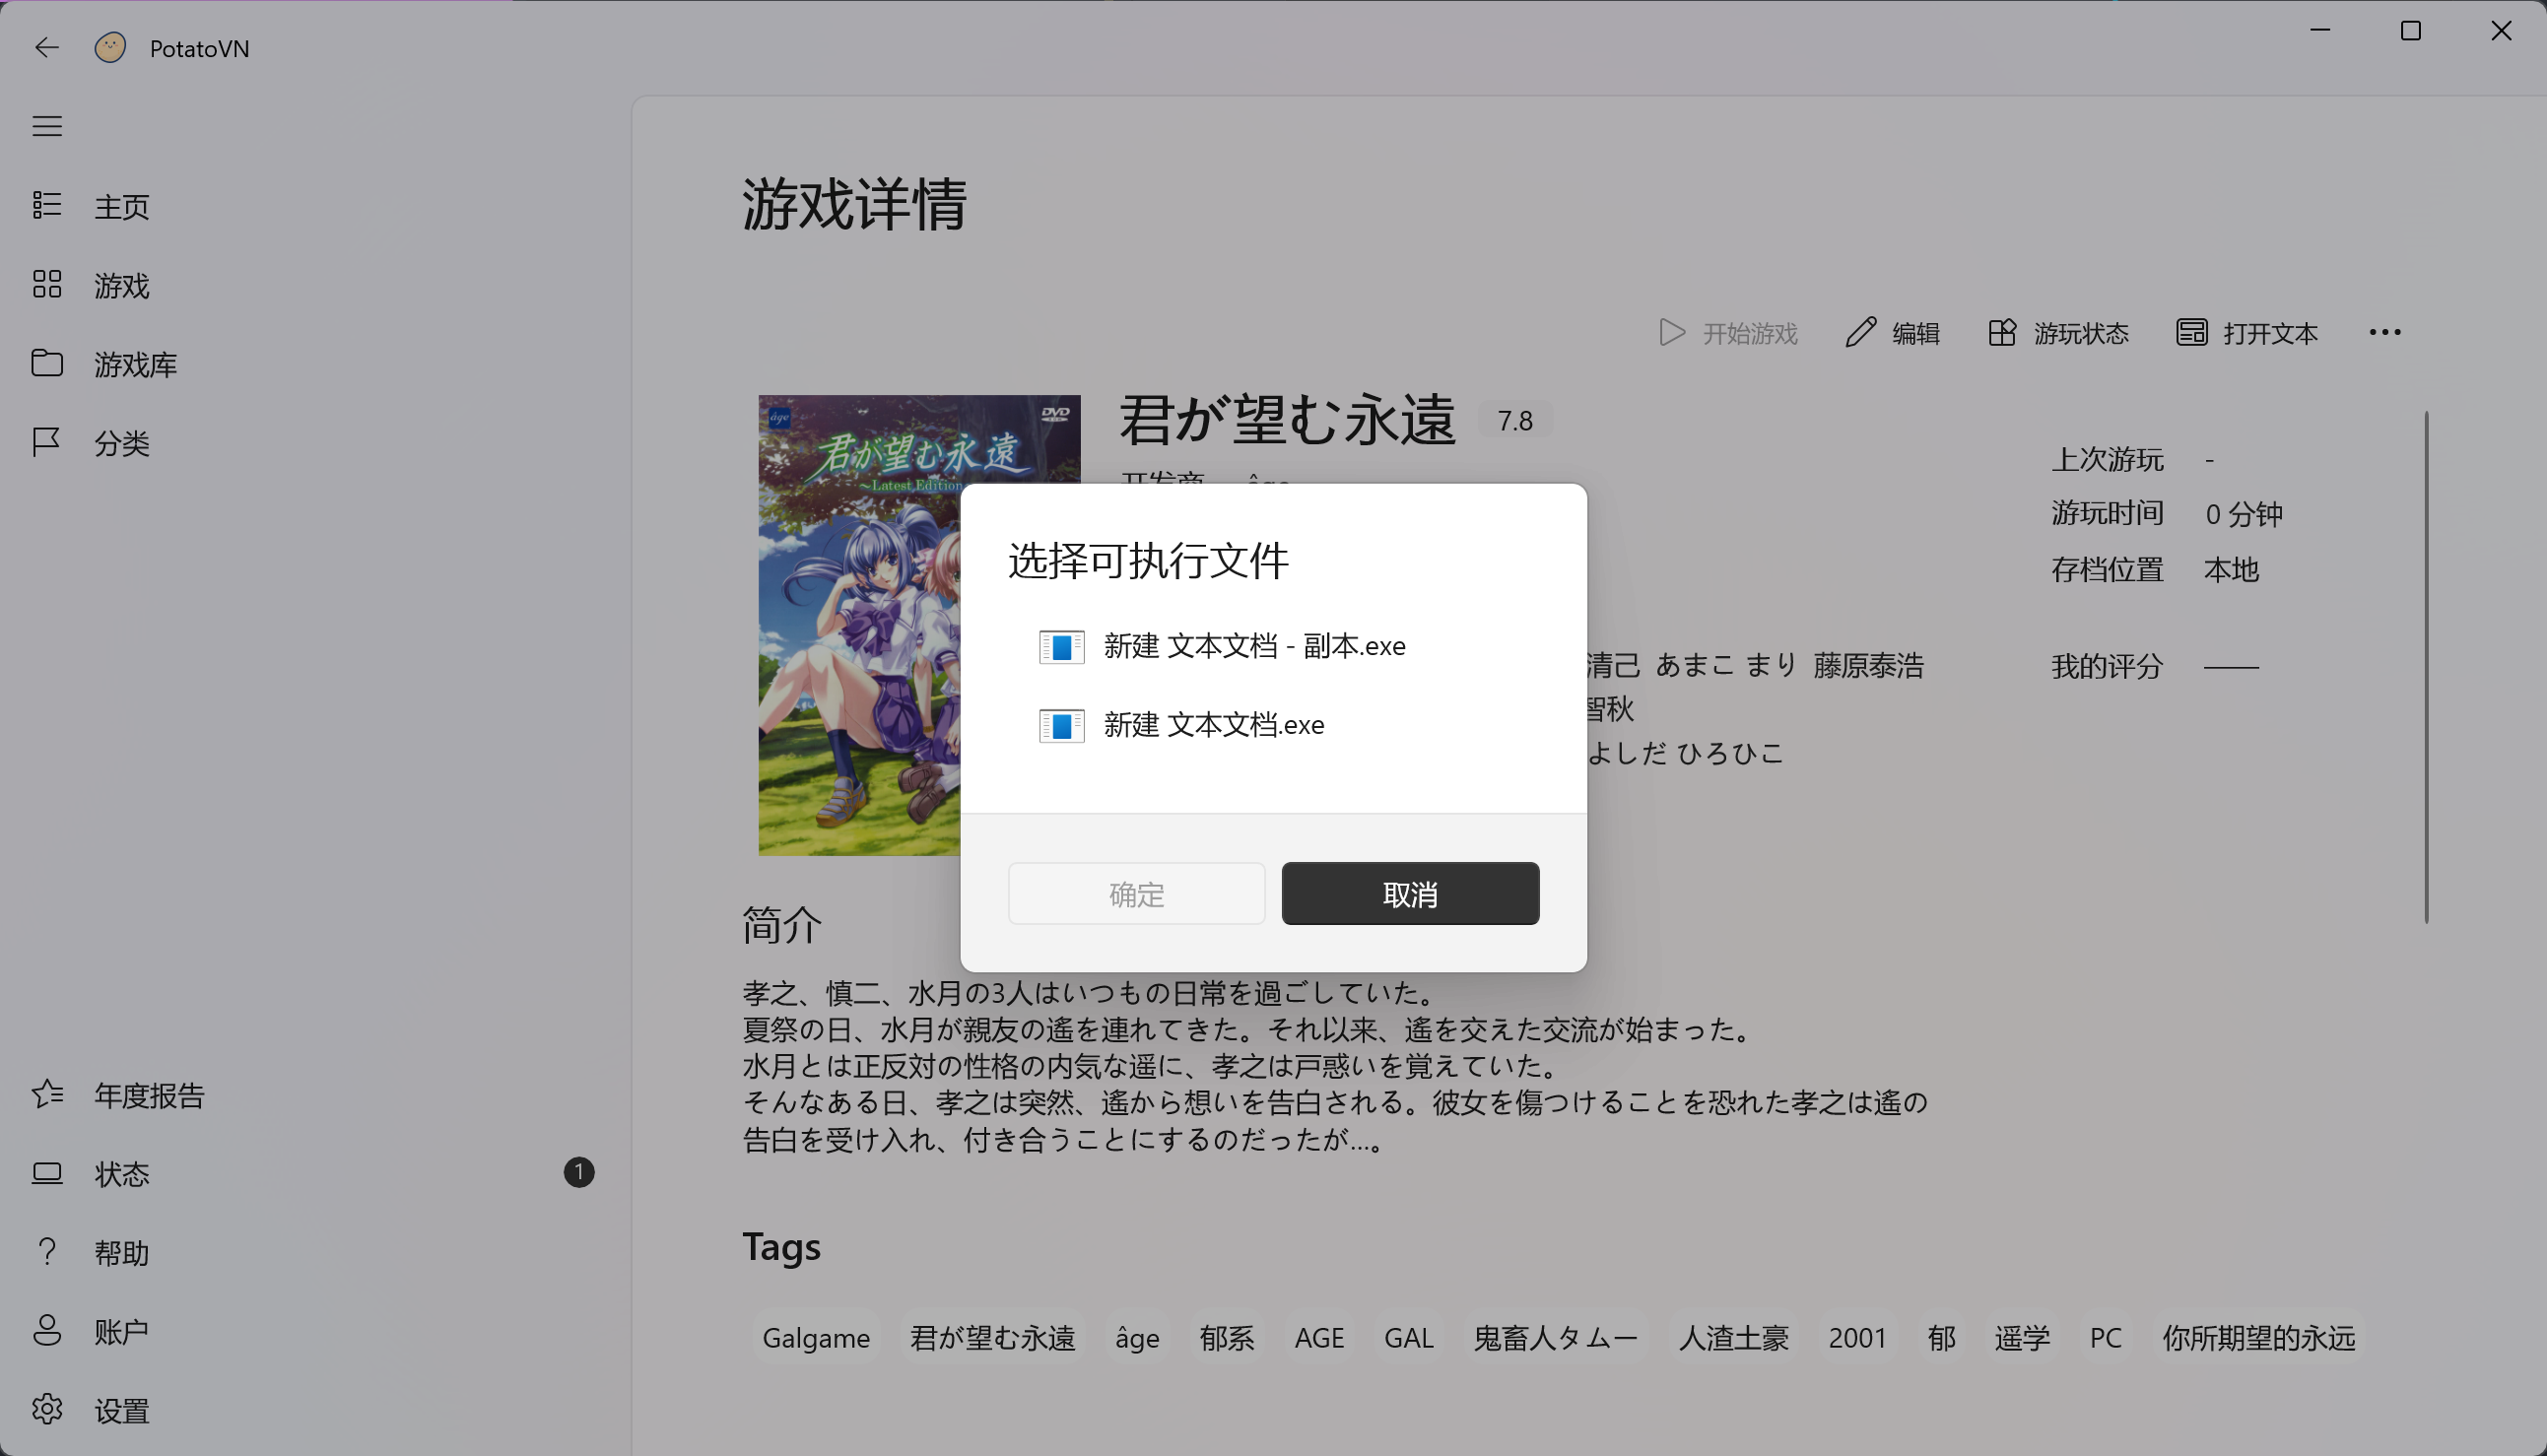 PotatoVN
主页
游戏
游戏库
分类
年度报告
状态 1
帮助
账户
设置
游戏详情
开始游戏 编辑 游玩状态 打开文本
âge
DVD
君が望む永遠
~Latest Edition
君が望む永遠 7.8
开发商 âge
上次游玩 -
游玩时间 0 分钟
存档位置 本地
我的评分 ——
清己 あまこ まり 藤原泰浩
智秋
よしだ ひろひこ
选择可执行文件
新建 文本文档 - 副本.exe
新建 文本文档.exe
确定 取消
简介
孝之、慎二、水月の3人はいつもの日常を過ごしていた。
夏祭の日、水月が親友の遙を連れてきた。それ以来、遙を交えた交流が始まった。
水月とは正反対の性格の内気な遥に、孝之は戸惑いを覚えていた。
そんなある日、孝之は突然、遙から想いを告白される。彼女を傷つけることを恐れた孝之は遙の
告白を受け入れ、付き合うことにするのだったが…。
Tags
Galgame 君が望む永遠 âge 郁系 AGE GAL 鬼畜人タムー 人渣土豪 2001 郁 遥学 PC 你所期望的永远